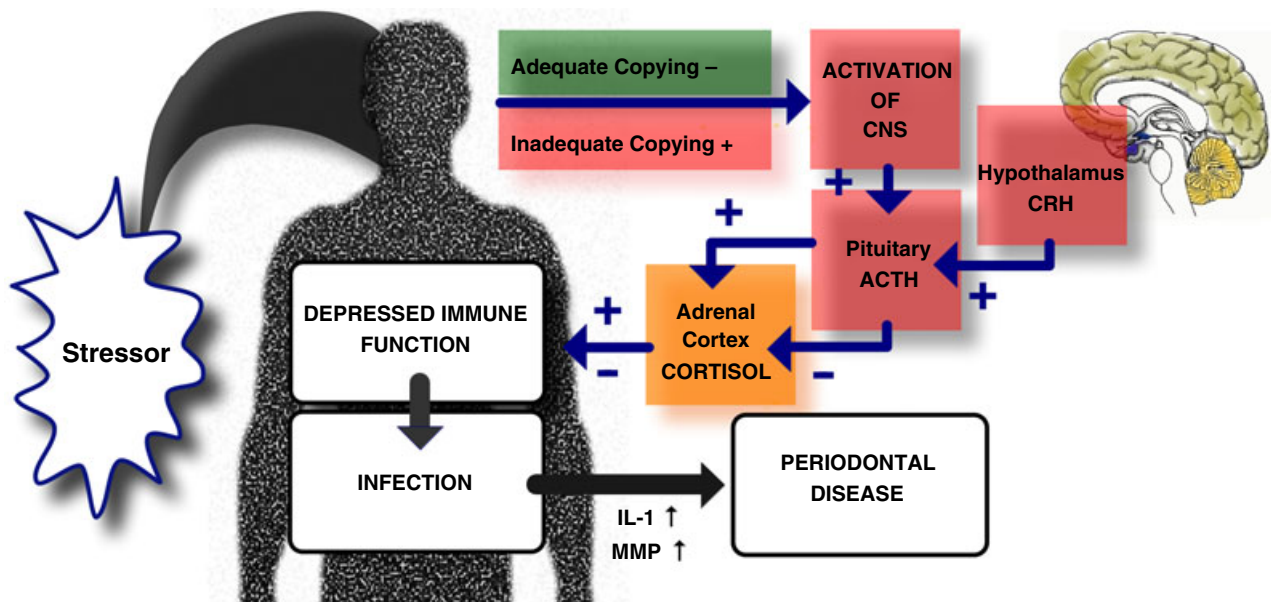 Adequate Copying –
Inadequate Copying +
ACTIVATION
OF
CNS
Hypothalamus
CRH
+
+
Pituitary
ACTH
+
Adrenal
Cortex
CORTISOL
–
+
–
Stressor
DEPRESSED IMMUNE
FUNCTION
INFECTION
IL-1 ↑
MMP ↑
PERIODONTAL
DISEASE